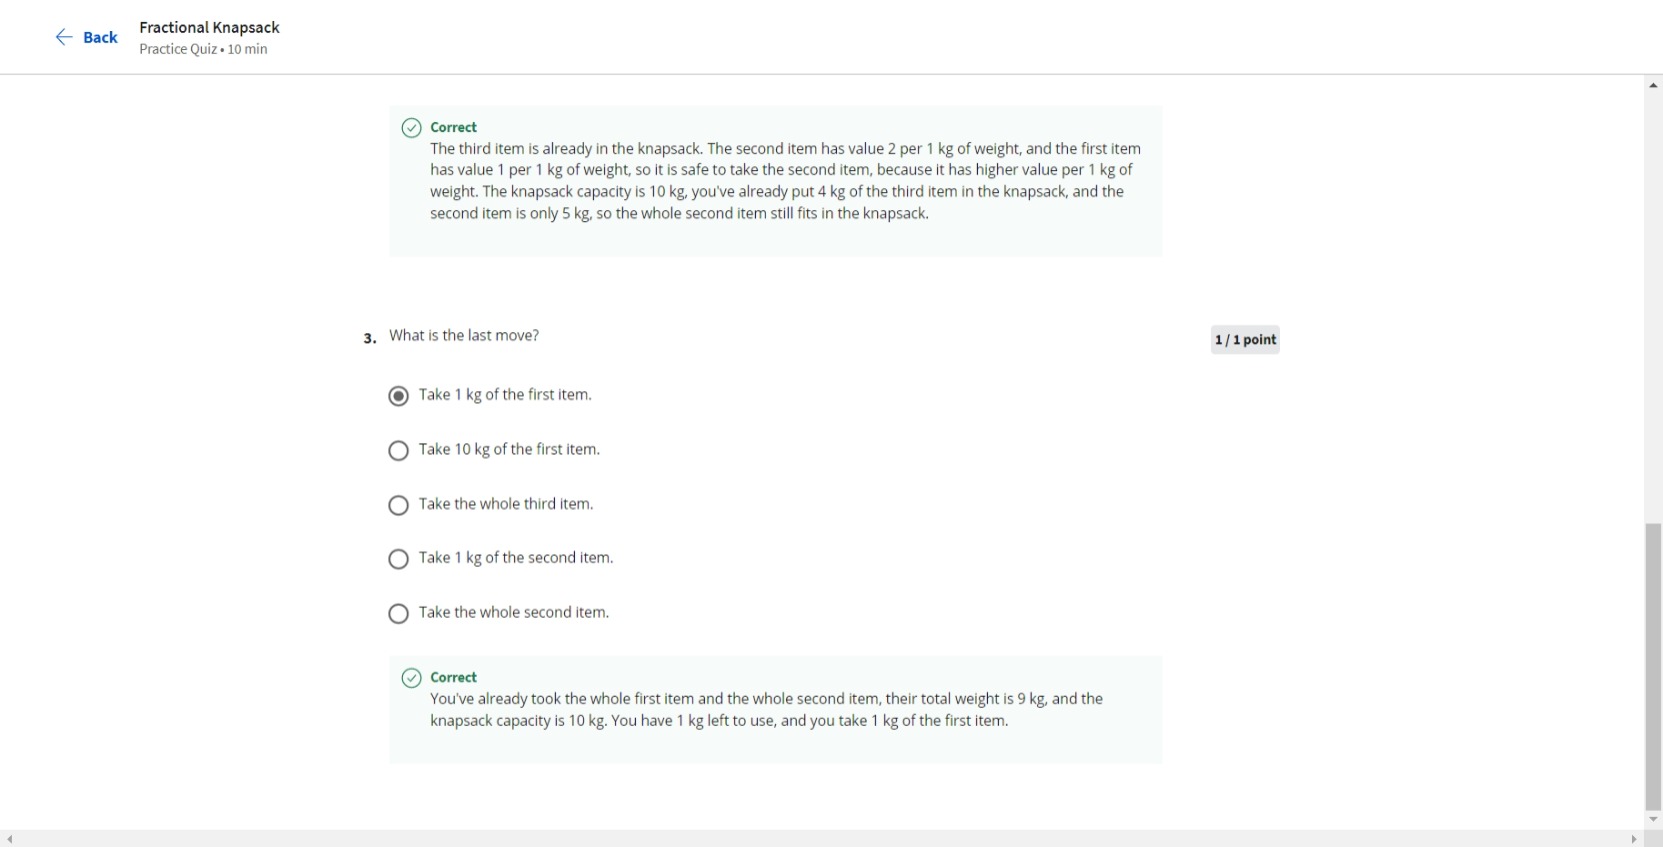 Back
Fractional Knapsack
Practice Quiz • 10 min
Correct
The third item is already in the knapsack. The second item has value 2 per 1 kg of weight, and the first item
has value 1 per 1 kg of weight, so it is safe to take the second item, because it has higher value per 1 kg of
weight. The knapsack capacity is 10 kg, you've already put 4 kg of the third item in the knapsack, and the
second item is only 5 kg, so the whole second item still fits in the knapsack.
3. What is the last move?
1 / 1 point
Take 1 kg of the first item.
Take 10 kg of the first item.
Take the whole third item.
Take 1 kg of the second item.
Take the whole second item.
Correct
You've already took the whole first item and the whole second item, their total weight is 9 kg, and the
knapsack capacity is 10 kg. You have 1 kg left to use, and you take 1 kg of the first item.